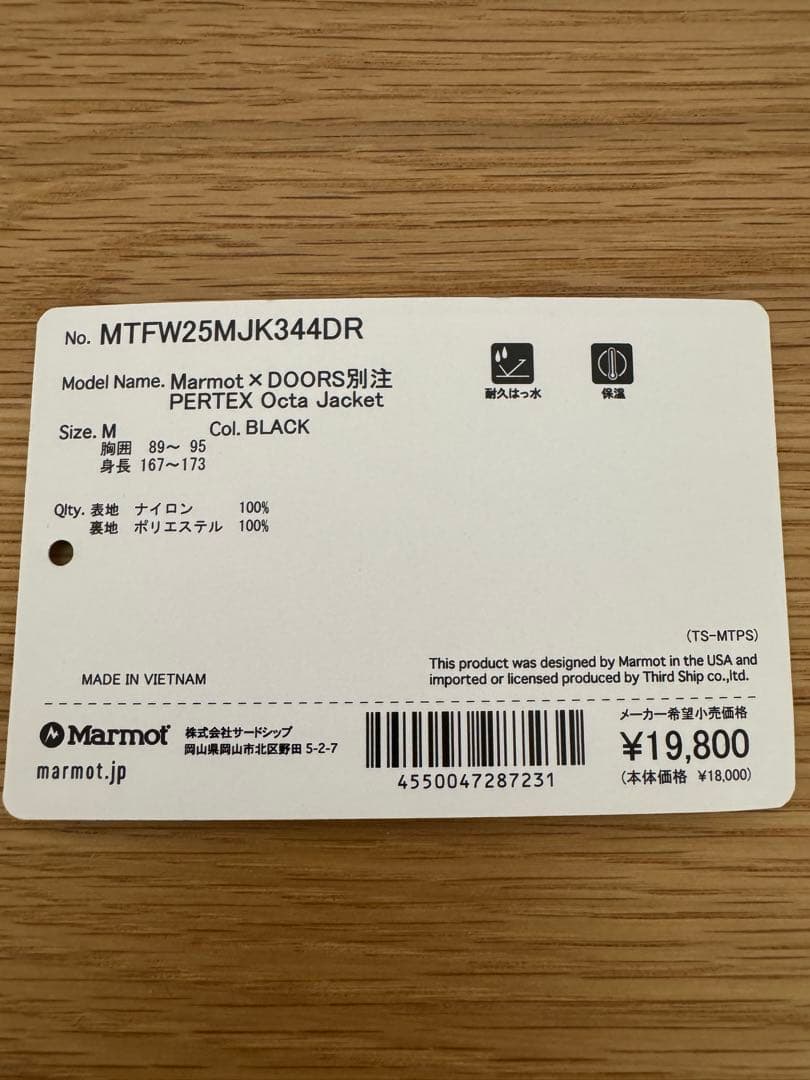 No. MTFW25MJK344DR
Model Name. Marmot×DOORS別注
PERTEX Octa Jacket
耐久はっ水
保温
Size. M Col. BLACK
胸囲 89〜 95
身長 167〜173
Qlty. 表地 ナイロン 100%
裏地 ポリエステル 100%
(TS-MTPS)
MADE IN VIETNAM
This product was designed by Marmot in the USA and
imported or licensed produced by Third Ship co.,ltd.
Marmot
marmot.jp
株式会社サードシップ
岡山県岡山市北区野田 5-2-7
4550047287231
メーカー希望小売価格
¥19,800
(本体価格 ¥18,000)